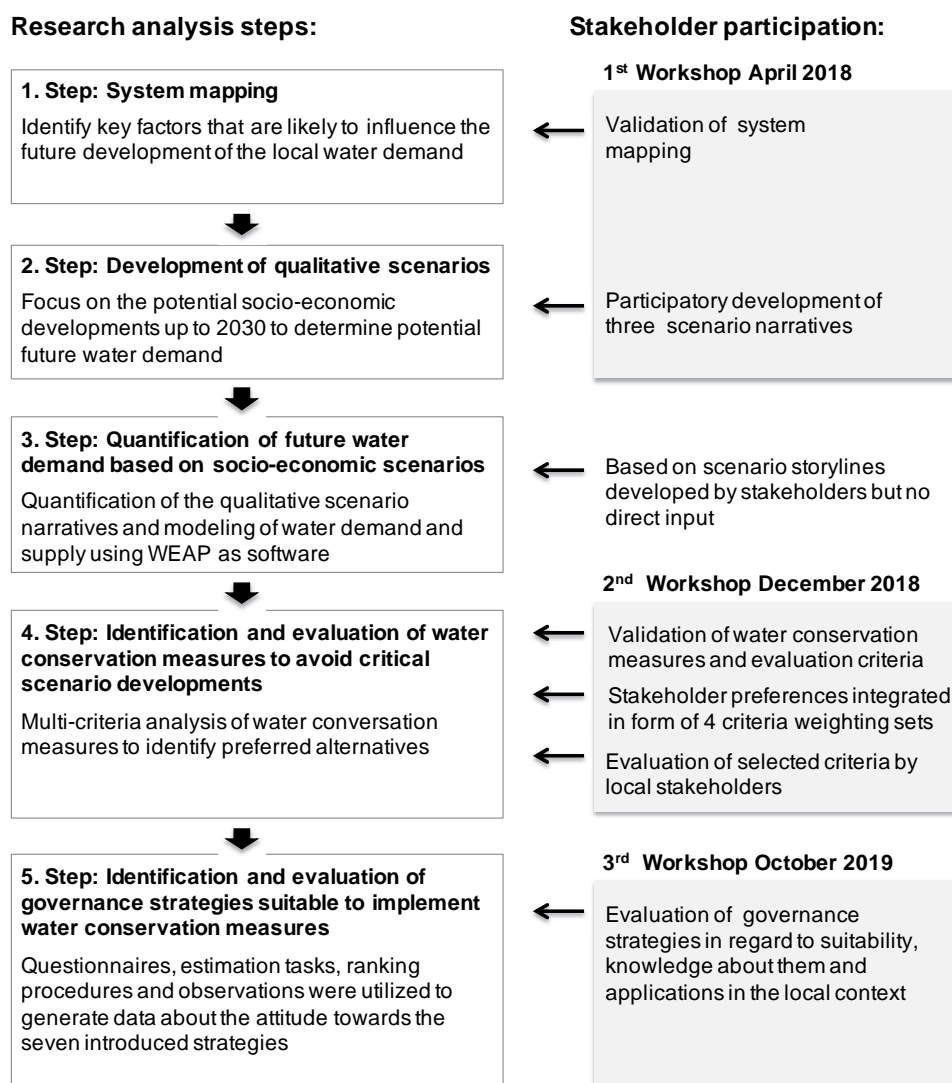 Research analysis steps:
1. Step: System mapping
Identify key factors that are likely to influence the
future development of the local water demand
2. Step: Development of qualitative scenarios
Focus on the potential socio-economic
developments up to 2030 to determine potential
future water demand
3. Step: Quantification of future water
demand based on socio-economic scenarios
Quantification of the qualitative scenario
narratives and modeling of water demand and
supply using WEAP as software
4. Step: Identification and evaluation of water
conservation measures to avoid critical
scenario developments
Multi-criteria analysis of water conversation
measures to identify preferred alternatives
5. Step: Identification and evaluation of
governance strategies suitable to implement
water conservation measures
Questionnaires, estimation tasks, ranking
procedures and observations were utilized to
generate data about the attitude towards the
seven introduced strategies
Stakeholder participation:
1st Workshop April 2018
Validation of system
mapping
Participatory development of
three scenario narratives
Based on scenario storylines
developed by stakeholders but no
direct input
2nd Workshop December 2018
Validation of water conservation
measures and evaluation criteria
Stakeholder preferences integrated
in form of 4 criteria weighting sets
Evaluation of selected criteria by
local stakeholders
3rd Workshop October 2019
Evaluation of governance
strategies in regard to suitability,
knowledge about them and
applications in the local context